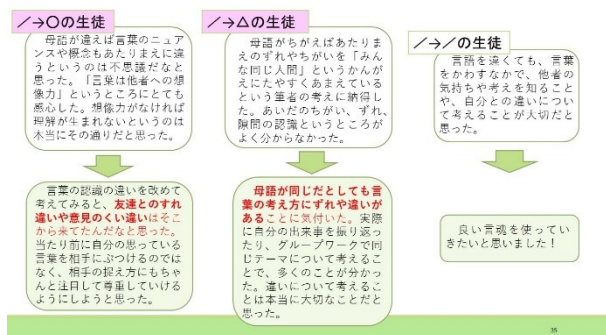 ／→〇の生徒
母語が違えば言葉のニュア
ンスや概念もあたりまえに違
うというのは不思議だなと
思った。「言葉は他者への想
像力」というところにとても
感心した。想像力がなければ
理解が生まれないというのは
本当にその通りだと思った。
言葉の認識の違いを改めて
考えてみると、友達とのすれ
違いや意見のくい違いはそこ
から来てたんだなと思った。
当たり前に自分の思っている
言葉を相手にぶつけるのでは
なく、相手の捉え方にもちゃ
んと注目して尊重していける
ようにしようと思った。
／→△の生徒
母語がちがえばあたりま
えのずれやちがいを「みん
な同じ人間」というかんが
えにたやすくあまえている
という筆者の考えに納得し
た。あいだのちがい、ずれ、
隙間の認識というところが
よく分からなかった。
母語が同じだとしても言
葉の考え方にずれや違いが
あることに気付いた。実際
に自分の出来事を振り返っ
たり、グループワークで同
じテーマについて考えるこ
とで、多くのことが分かっ
た。違いについて考えるこ
とは本当に大切なことだと
思った。
／→／の生徒
言語を違くても、言葉
をかわすなかで、他者の
気持ちや考えを知ること
や、自分との違いについ
て考えることが大切だと
思った。
良い言魂を使ってい
きたいと思いました！
35